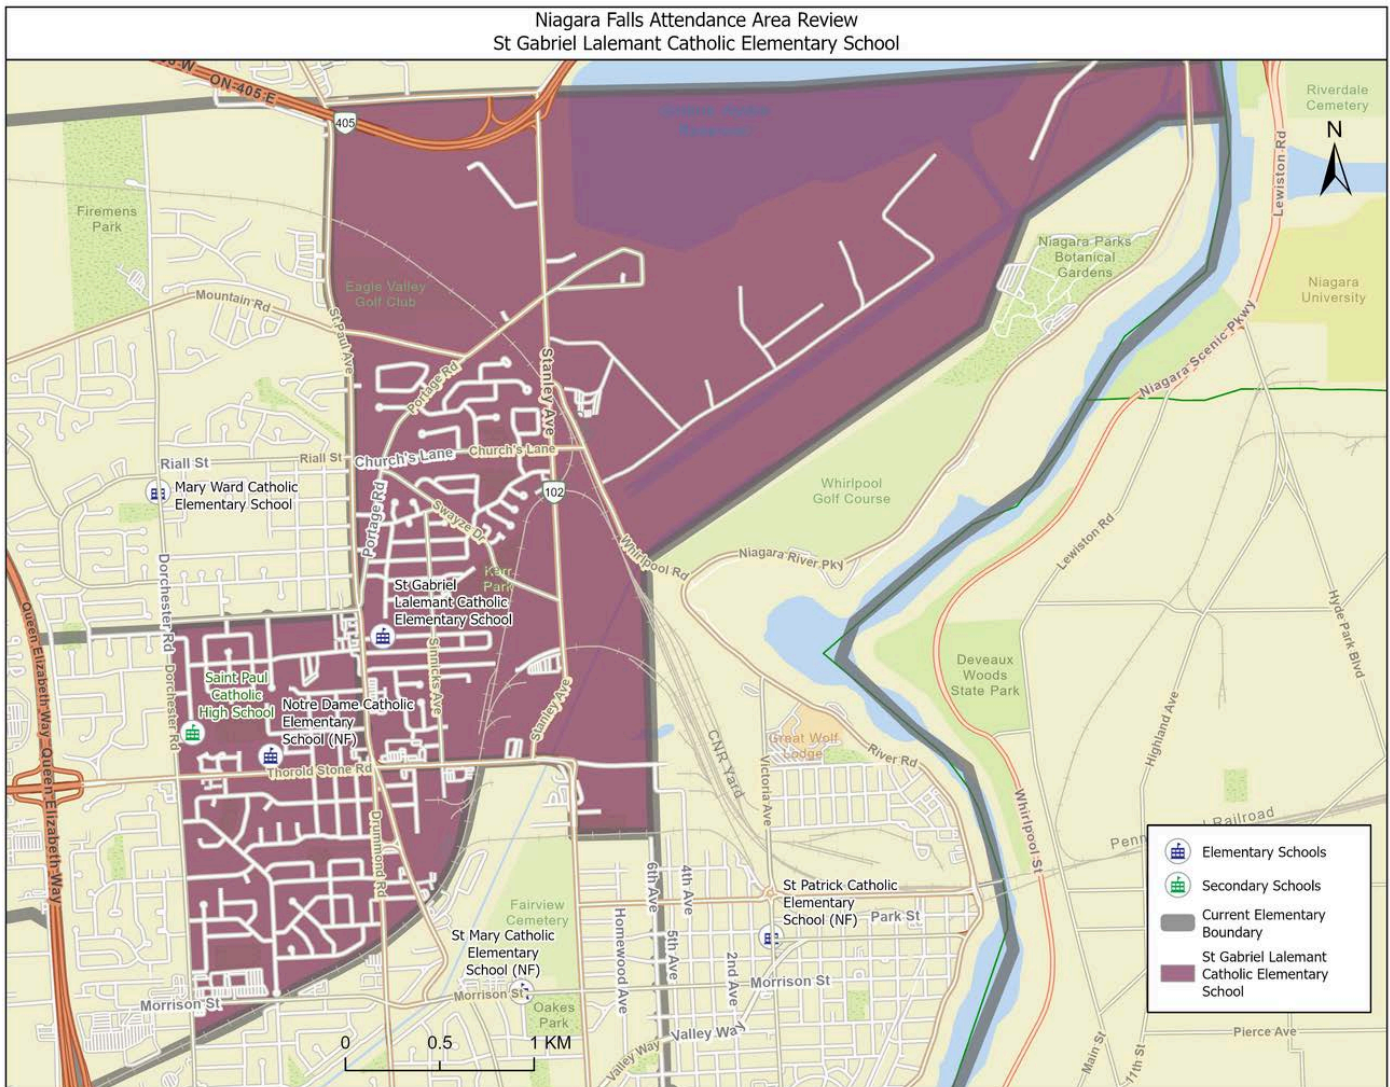 Niagara Falls Attendance Area Review
St Gabriel Lalemant Catholic Elementary School
ON-405 E
405
Riverdale
Cemetery
N
Lewiston Rd
Firemens
Park
Niagara Parks
Botanical
Gardens
Niagara
University
Eagle Valley
Golf Club
Mountain Rd
St Paul Ave
Stanley Ave
Portage Rd
Niagara Scenic Pkwy
Riall St
Riall St
Church's Lane
Church's Lane
Mary Ward Catholic
Elementary School
102
Whirlpool
Golf Course
Portage Rd
Swayze Dr
Whirlpool Rd
Niagara River Pky
Lewiston Rd
Kerr
Park
Dorchester Rd
St Gabriel
Lalemant Catholic
Elementary School
Hyde Park Blvd
Queen Elizabeth Way
Queen Elizabeth Way
Sinnicks Ave
Deveaux
Woods
State Park
Saint Paul
Catholic
High School
Dorchester Rd
Notre Dame Catholic
Elementary
School (NF)
Stanley Ave
Highland Ave
CNR Yard
Great Wolf
Lodge
River Rd
Victoria Ave
Thorold Stone Rd
Drummond Rd
Whirlpool St
Railroad
Elementary Schools
Secondary Schools
Current Elementary
Boundary
St Gabriel Lalemant
Catholic Elementary
School
6th Ave
4th Ave
St Patrick Catholic
Elementary
School (NF)
Park St
Fairview
Cemetery
Homewood Ave
5th Ave
2nd Ave
St Mary Catholic
Elementary
School (NF)
Morrison St
Morrison St
Morrison St
Oakes
Park
Valley Way
Valley Way
Pierce Ave
Main St
11th St
0 0.5 1 KM